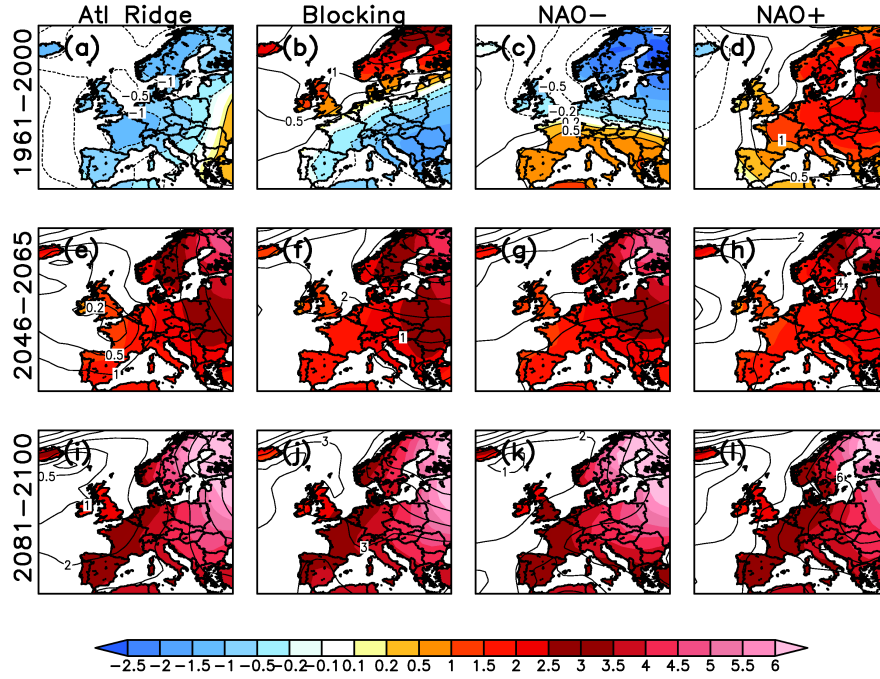 Atl Ridge Blocking NAO− NAO+
1961−2000
(a) (b) (c) (d)
−1 −0.5 −1
1 0.5
−2 −0.5 −0.2 0.2 0.5
1 0.5
2046−2065
(e) (f) (g) (h)
0.2 0.5 1
2 1
1
2 4
2081−2100
(i) (j) (k) (l)
0.5 1 2
3 3
2 1
6
−2.5 −2 −1.5 −1 −0.5 −0.2 −0.1 0.1 0.2 0.5 1 1.5 2 2.5 3 3.5 4 4.5 5 5.5 6